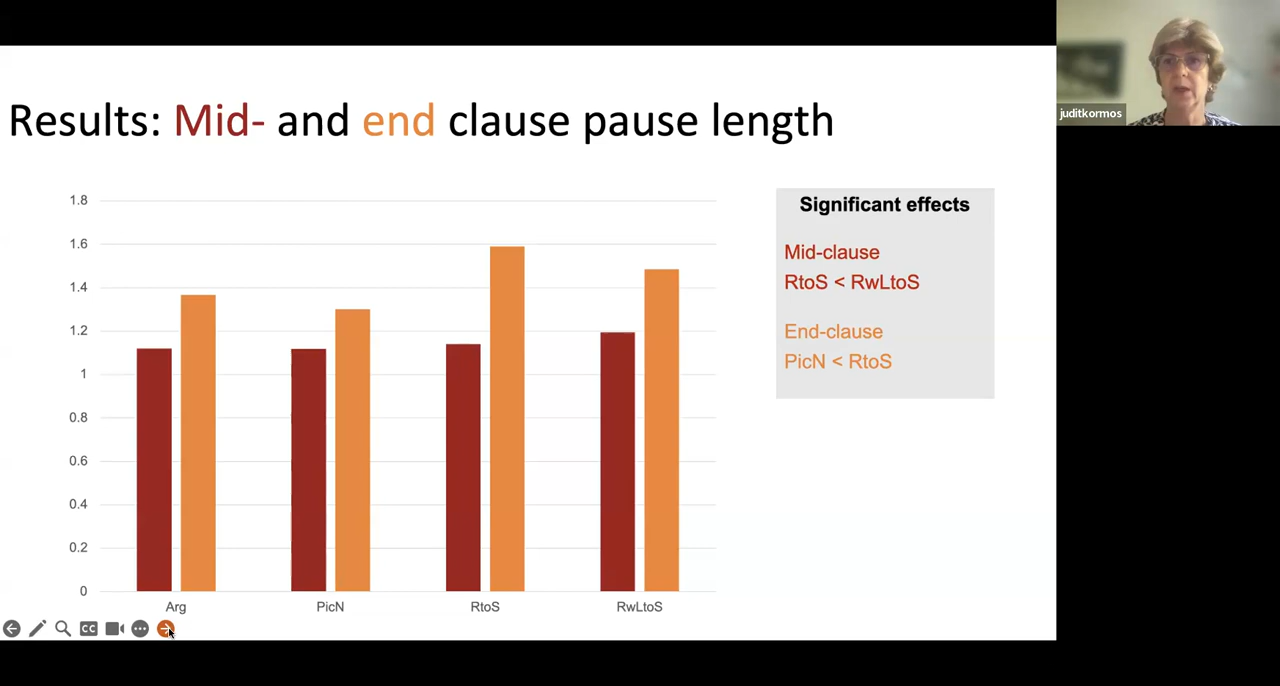 Results: Mid- and end clause pause length
1.8
1.6
1.4
1.2
1
0.8
0.6
0.4
0.2
0
Arg PicN RtoS RwLtoS
Significant effects
Mid-clause
RtoS < RwLtoS
End-clause
PicN < RtoS
CC
juditkormos